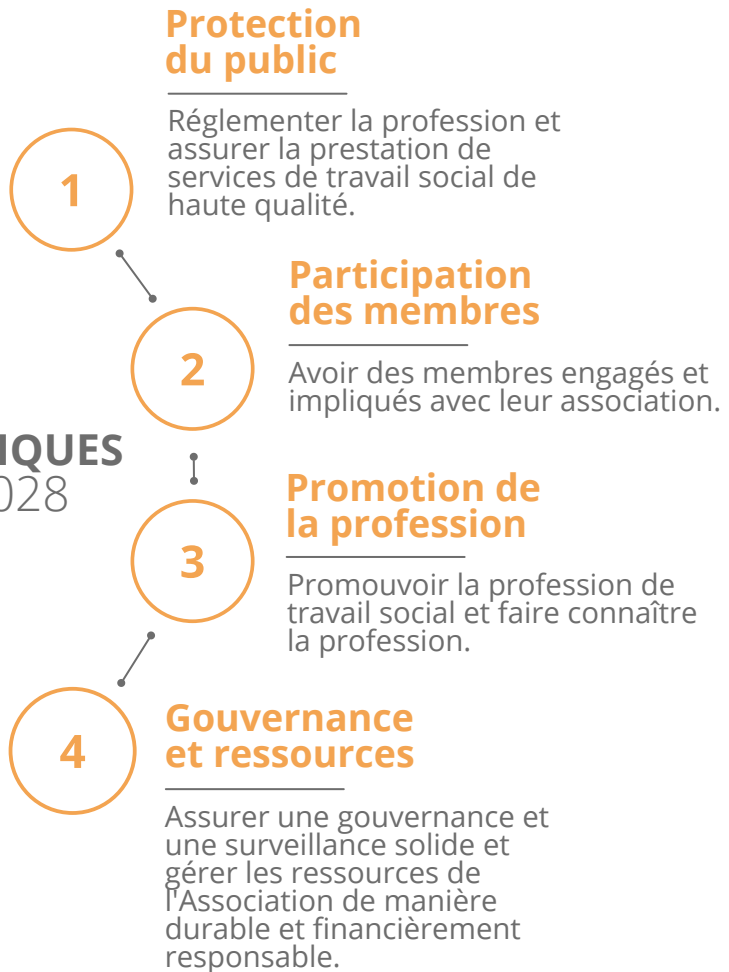 Protection
du public
Réglementer la profession et
assurer la prestation de
services de travail social de
haute qualité.
1
Participation
des membres
2
Avoir des membres engagés et
impliqués avec leur association.
IQUES
028
Promotion de
la profession
3
Promouvoir la profession de
travail social et faire connaître
la profession.
Gouvernance
et ressources
4
Assurer une gouvernance et
une surveillance solide et
gérer les ressources de
l'Association de manière
durable et financièrement
responsable.